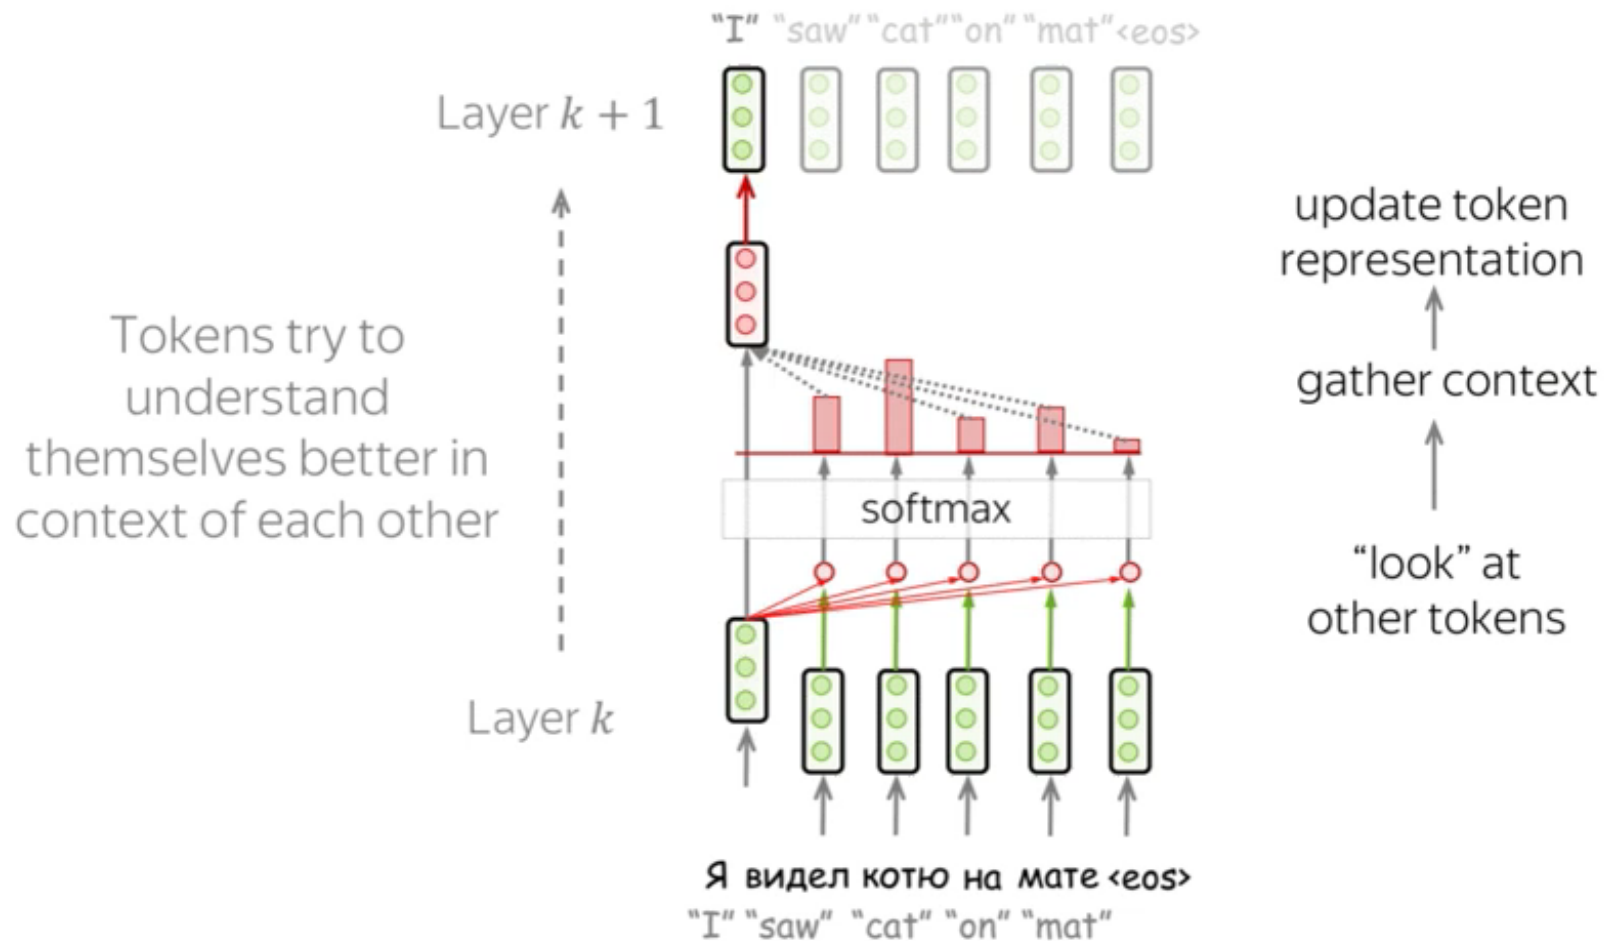 “I” “saw” “cat” “on” “mat” <eos>
Layer k + 1
Tokens try to
understand
themselves better in
context of each other
Layer k
softmax
update token
representation
gather context
“look” at
other tokens
Я видел котю на мате <eos>
“I” “saw” “cat” “on” “mat”